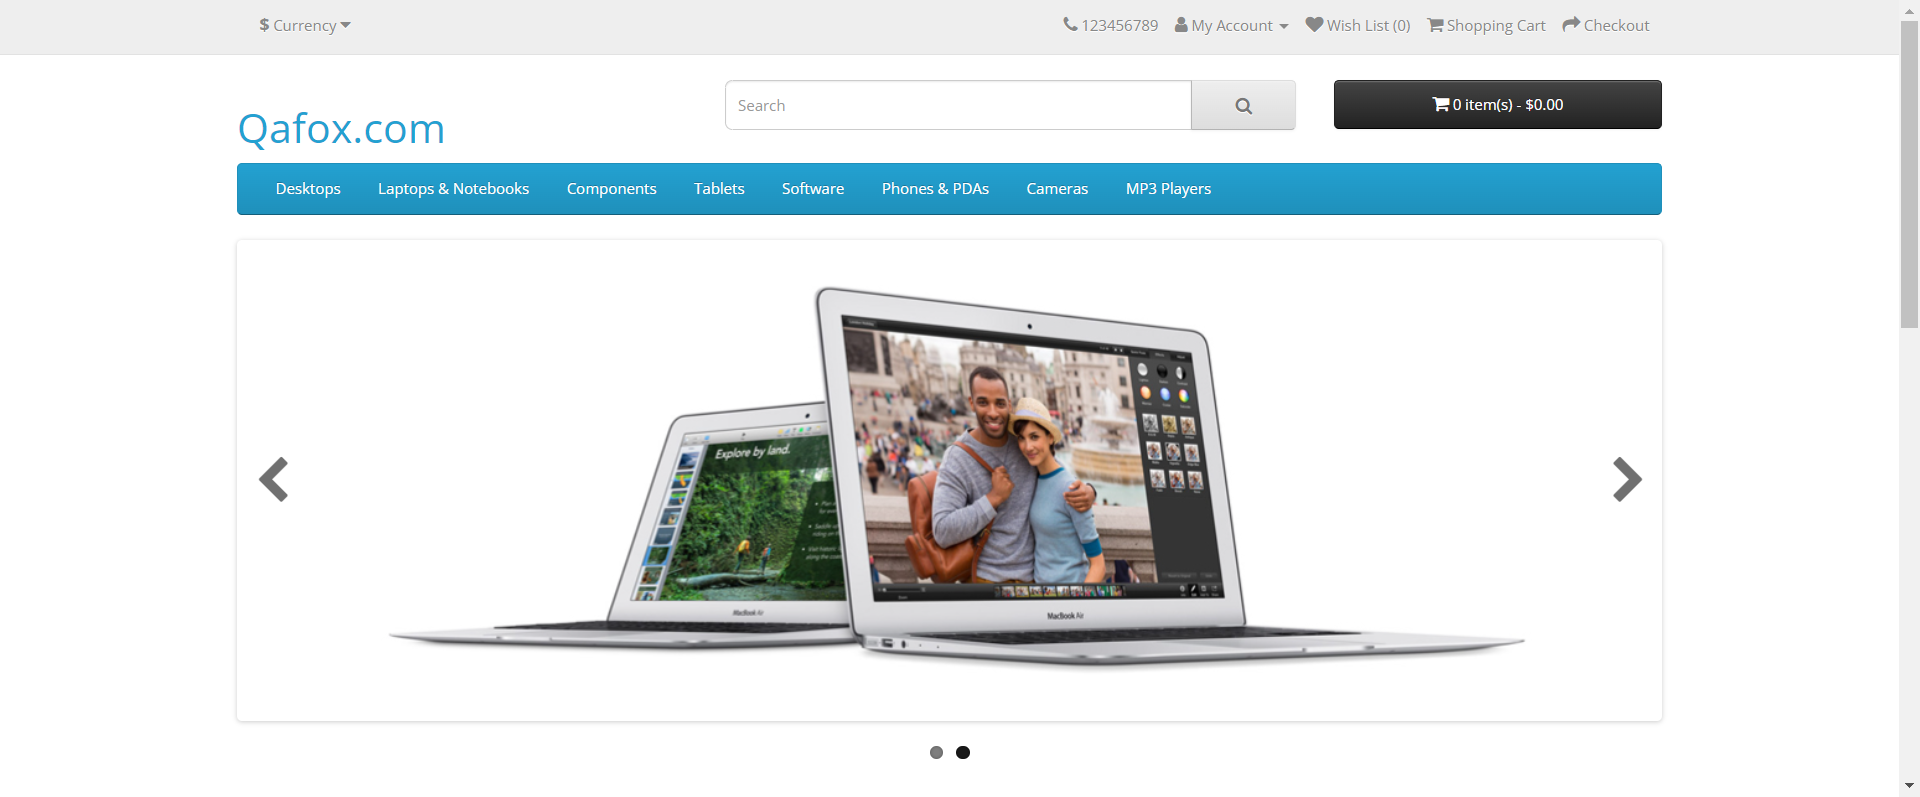 $ Currency
123456789 My Account Wish List (0) Shopping Cart Checkout
Qafox.com
Search
0 item(s) - $0.00
Desktops Laptops & Notebooks Components Tablets Software Phones & PDAs Cameras MP3 Players
Explore by land.
MacBook Air
MacBook Air